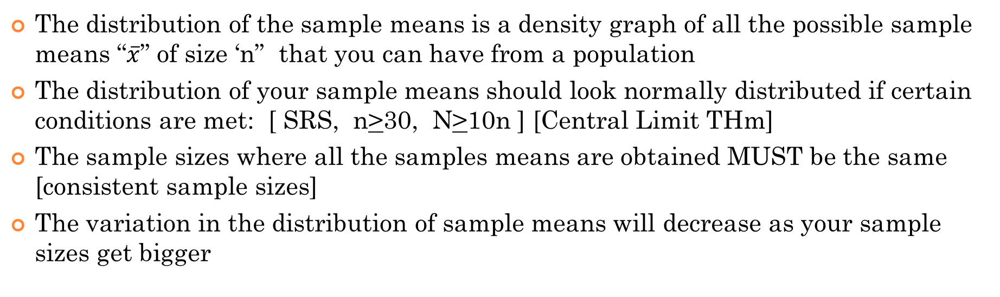 The distribution of the sample means is a density graph of all the possible sample
means “x̄” of size ‘n” that you can have from a population
The distribution of your sample means should look normally distributed if certain
conditions are met: [ SRS, n≥30, N≥10n ] [Central Limit THm]
The sample sizes where all the samples means are obtained MUST be the same
[consistent sample sizes]
The variation in the distribution of sample means will decrease as your sample
sizes get bigger